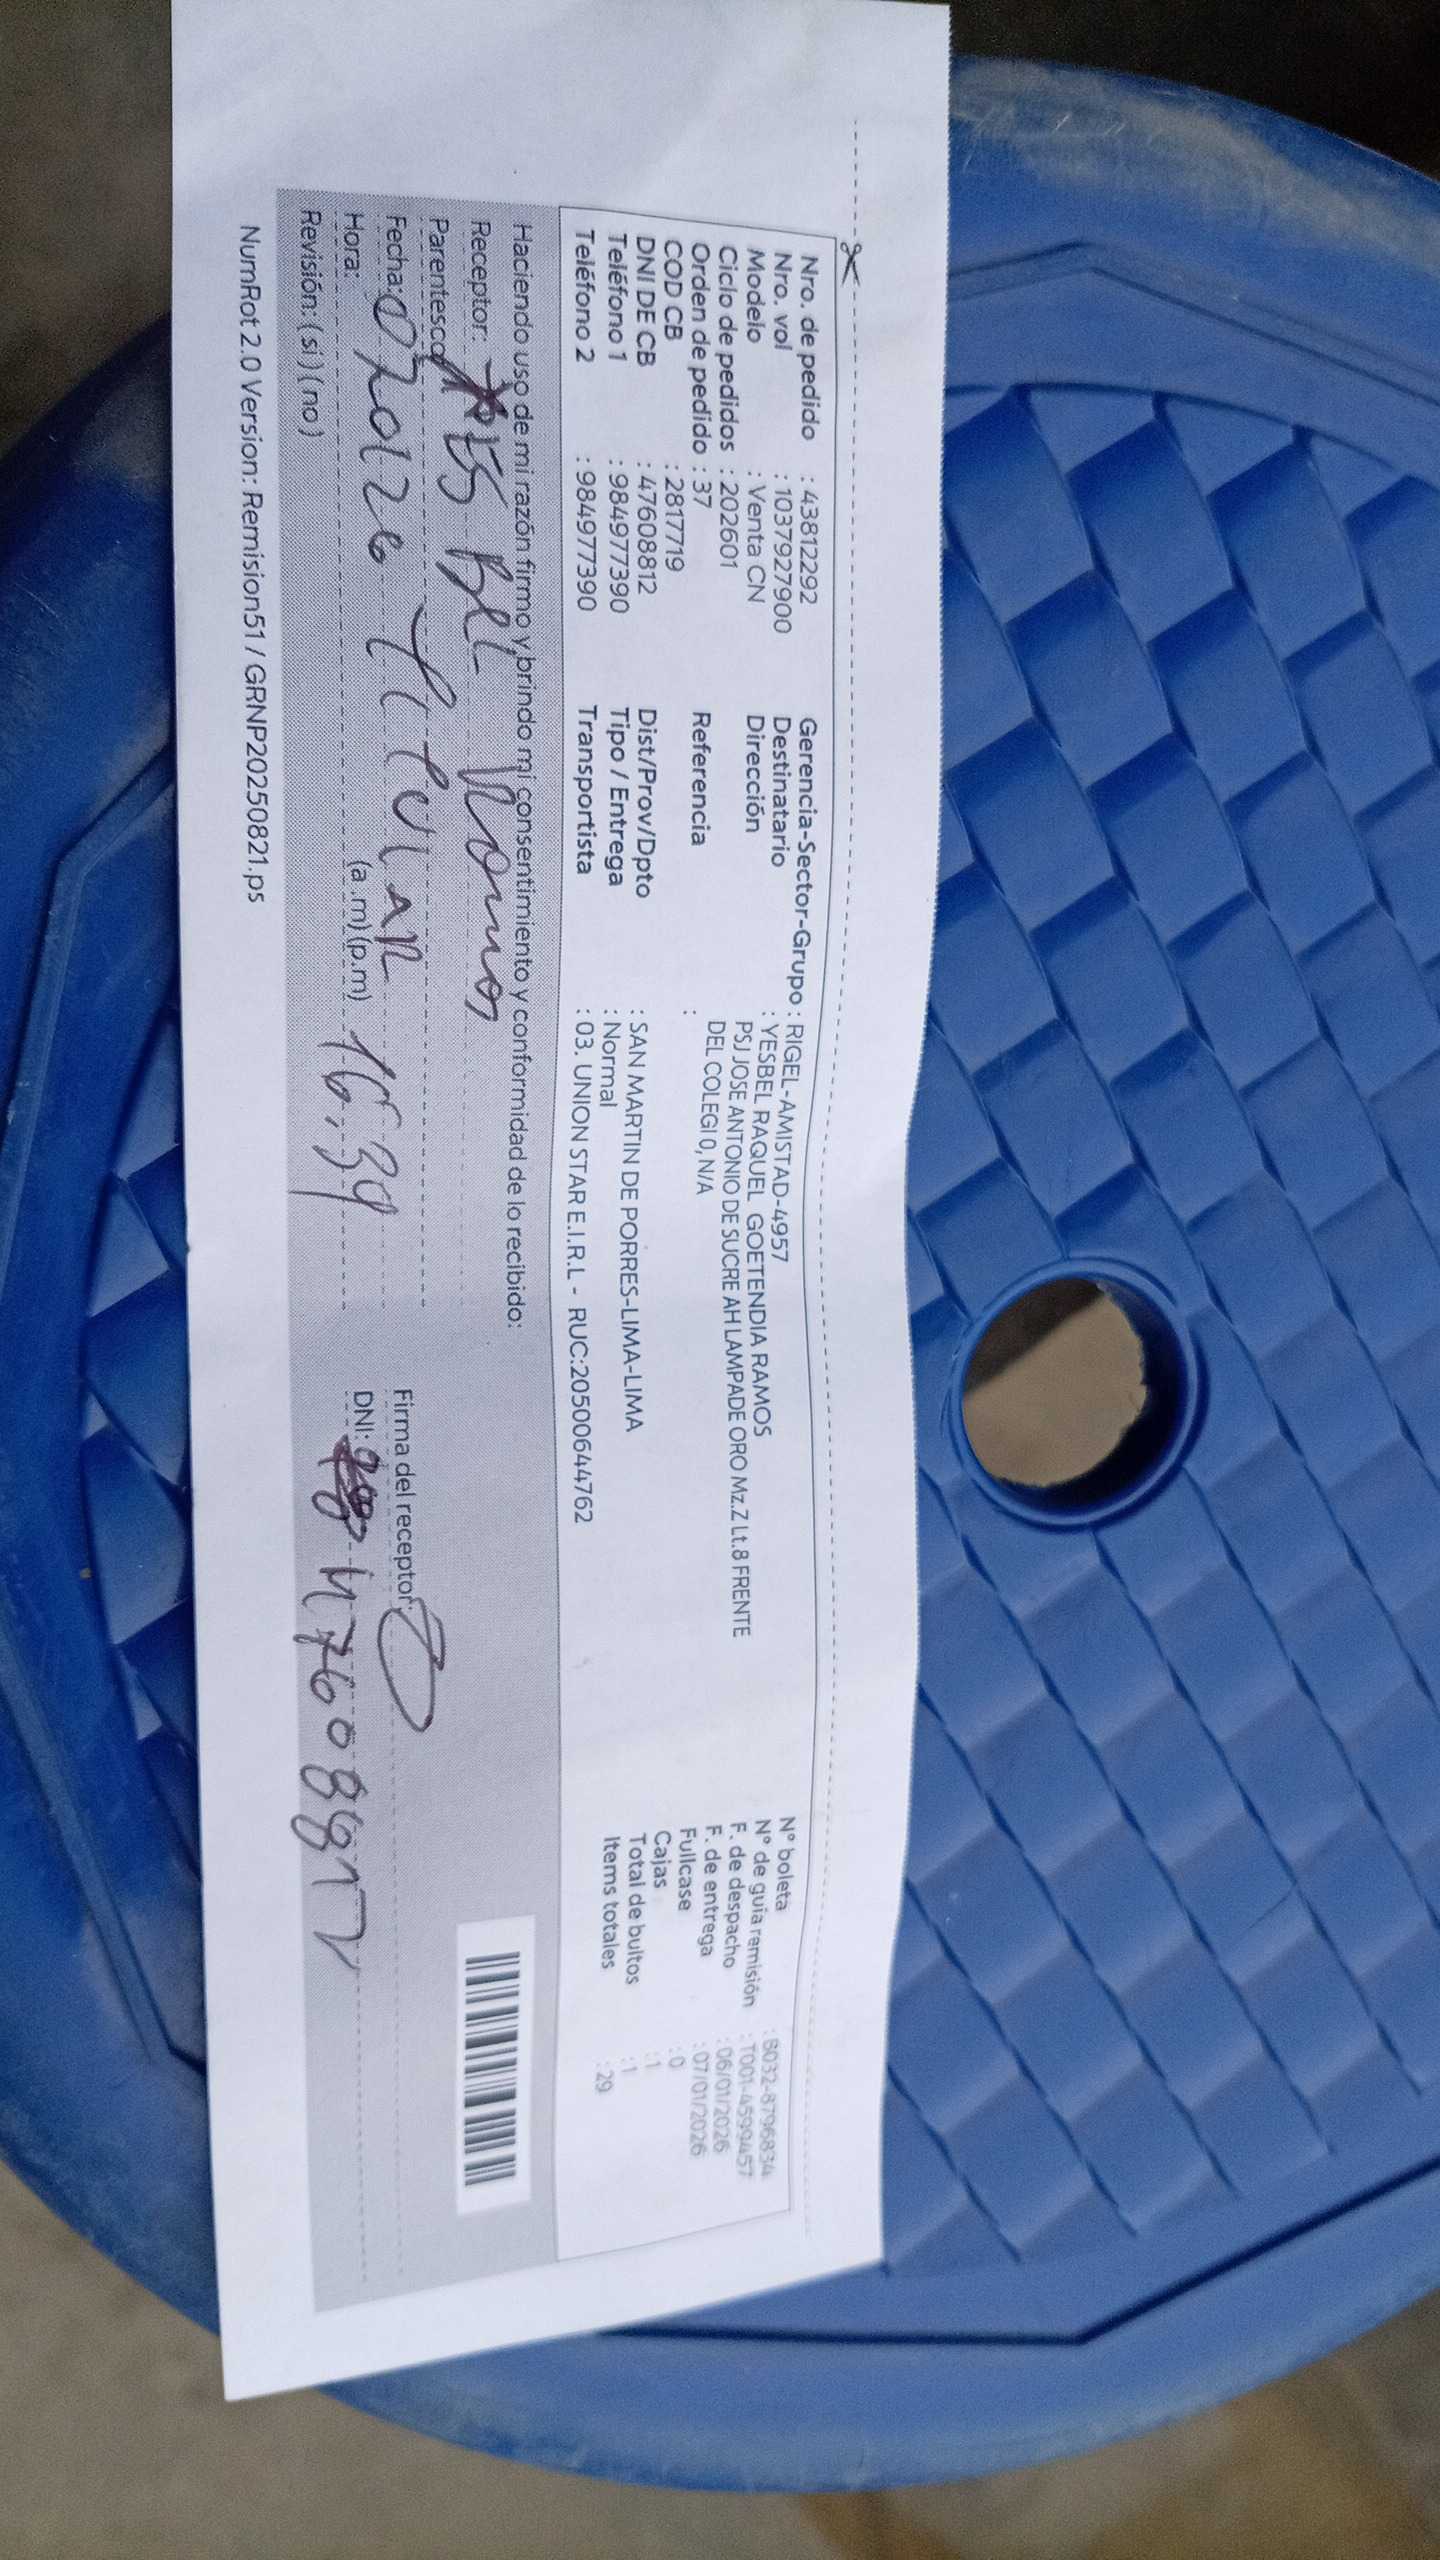 Nro. de pedido : 43812292
Nro. vol : 1037927900
Modelo : Venta CN
Ciclo de pedidos : 202601
Orden de pedido : 37
COD CB : 2817719
DNI DE CB : 47608812
Teléfono 1 : 984977390
Teléfono 2 : 984977390
Gerencia-Sector-Grupo : RIGEL-AMISTAD-4957
Destinatario : YESBEL RAQUEL GOETENDIA RAMOS
Dirección PSJ JOSE ANTONIO DE SUCRE AH LAMPADE ORO Mz.Z Lt.8 FRENTE
DEL COLEGI 0, N/A
Referencia :
Dist/Prov/Dpto : SAN MARTIN DE PORRES-LIMA-LIMA
Tipo / Entrega : Normal
Transportista : 03. UNION STAR E.I.R.L - RUC:20500644762
N° boleta : B032-8796834
N° de guia remisión : T001-4599457
F. de despacho : 06/01/2026
F. de entrega : 07/01/2026
Fullcase : 0
Cajas : 1
Total de bultos : 1
Items totales : 29
Haciendo uso de mi razón firmo y brindo mi consentimiento y conformidad de lo recibido:
Receptor: Ramos
Parentesco:
Fecha: 070126 titular
Hora: (a.m) (p.m) 16:39
Revisión: (si) (no)
Firma del receptor:
DNI: 47608812
NumRot 2.0 Version: Remision51 / GRNP20250821.ps